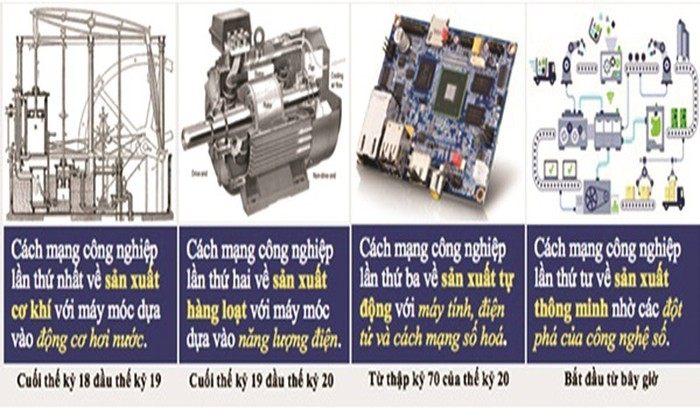 Cách mạng công nghiệp
lần thứ nhất về sản xuất
cơ khí với máy móc dựa
vào động cơ hơi nước.
Cuối thế kỷ 18 đầu thế kỷ 19
Cách mạng công nghiệp
lần thứ hai về sản xuất
hàng loạt với máy móc
dựa vào năng lượng điện.
Cuối thế kỷ 19 đầu thế kỷ 20
Cách mạng công nghiệp
lần thứ ba về sản xuất tự
động với máy tính, điện
tử và cách mạng số hoá.
Từ thập kỷ 70 của thế kỷ 20
Cách mạng công nghiệp
lần thứ tư về sản xuất
thông minh nhờ các đột
phá của công nghệ số.
Bắt đầu từ bây giờ